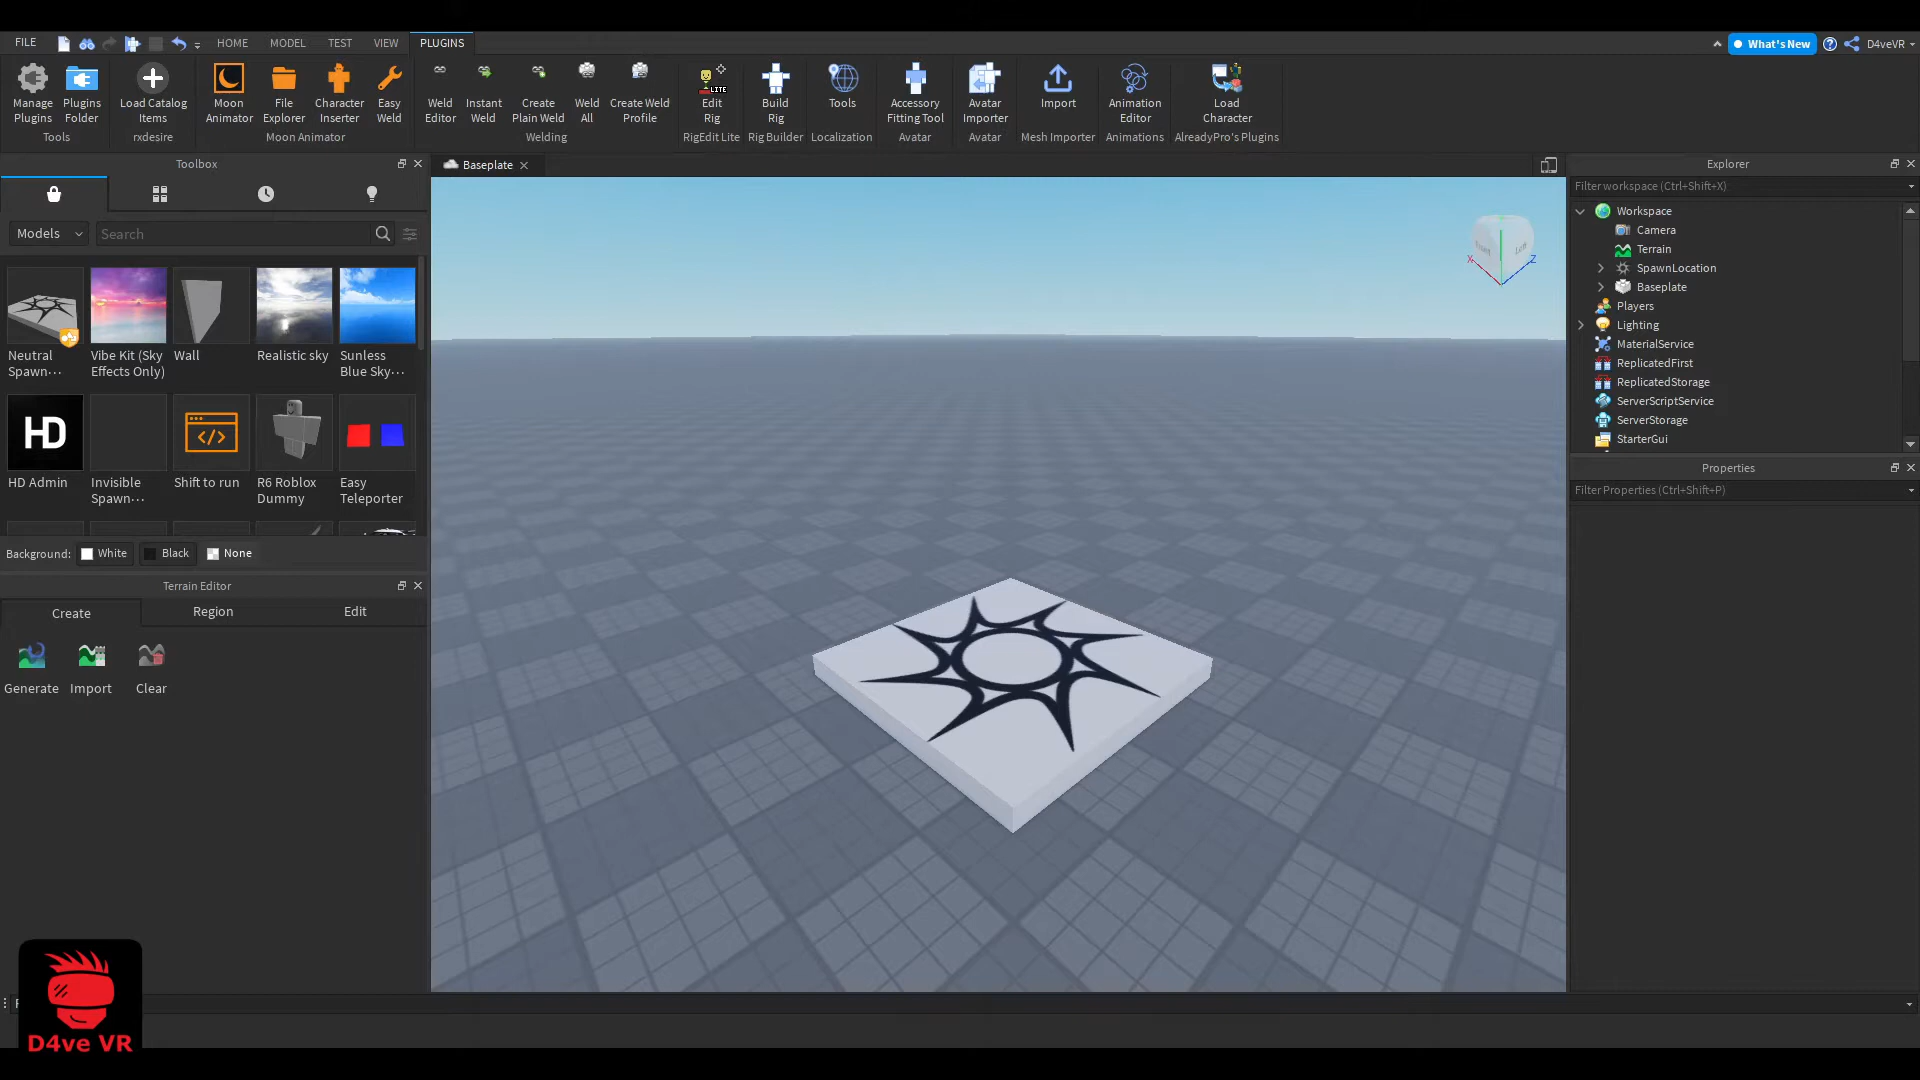 FILE HOME MODEL TEST VIEW PLUGINS What's New D4veVR
Manage Plugins
Plugins Folder
Load Catalog Items
Moon Animator
File Explorer
Character Inserter
Easy Weld
Weld Editor
Instant Weld
Create Plain Weld
Weld All
Create Weld Profile
LITE
Edit Rig
Build Rig
Tools
Accessory Fitting Tool
Avatar Importer
Import
Animation Editor
Load Character
Tools rxdesire Moon Animator Welding RigEdit Lite Rig Builder Localization Avatar Avatar Mesh Importer Animations AlreadyPro's Plugins
Toolbox
Models Search
Neutral Spawn...
Vibe Kit (Sky Effects Only)
Wall
Realistic sky
Sunless Blue Sky...
HD
HD Admin
Invisible Spawn...
Shift to run
R6 Roblox Dummy
Easy Teleporter
Background: White Black None
Terrain Editor
Create Region Edit
Generate Import Clear
D4ve VR
Baseplate
Left
X Z
Explorer
Filter workspace (Ctrl+Shift+X)
Workspace
Camera
Terrain
SpawnLocation
Baseplate
Players
Lighting
MaterialService
ReplicatedFirst
ReplicatedStorage
ServerScriptService
ServerStorage
StarterGui
Properties
Filter Properties (Ctrl+Shift+P)